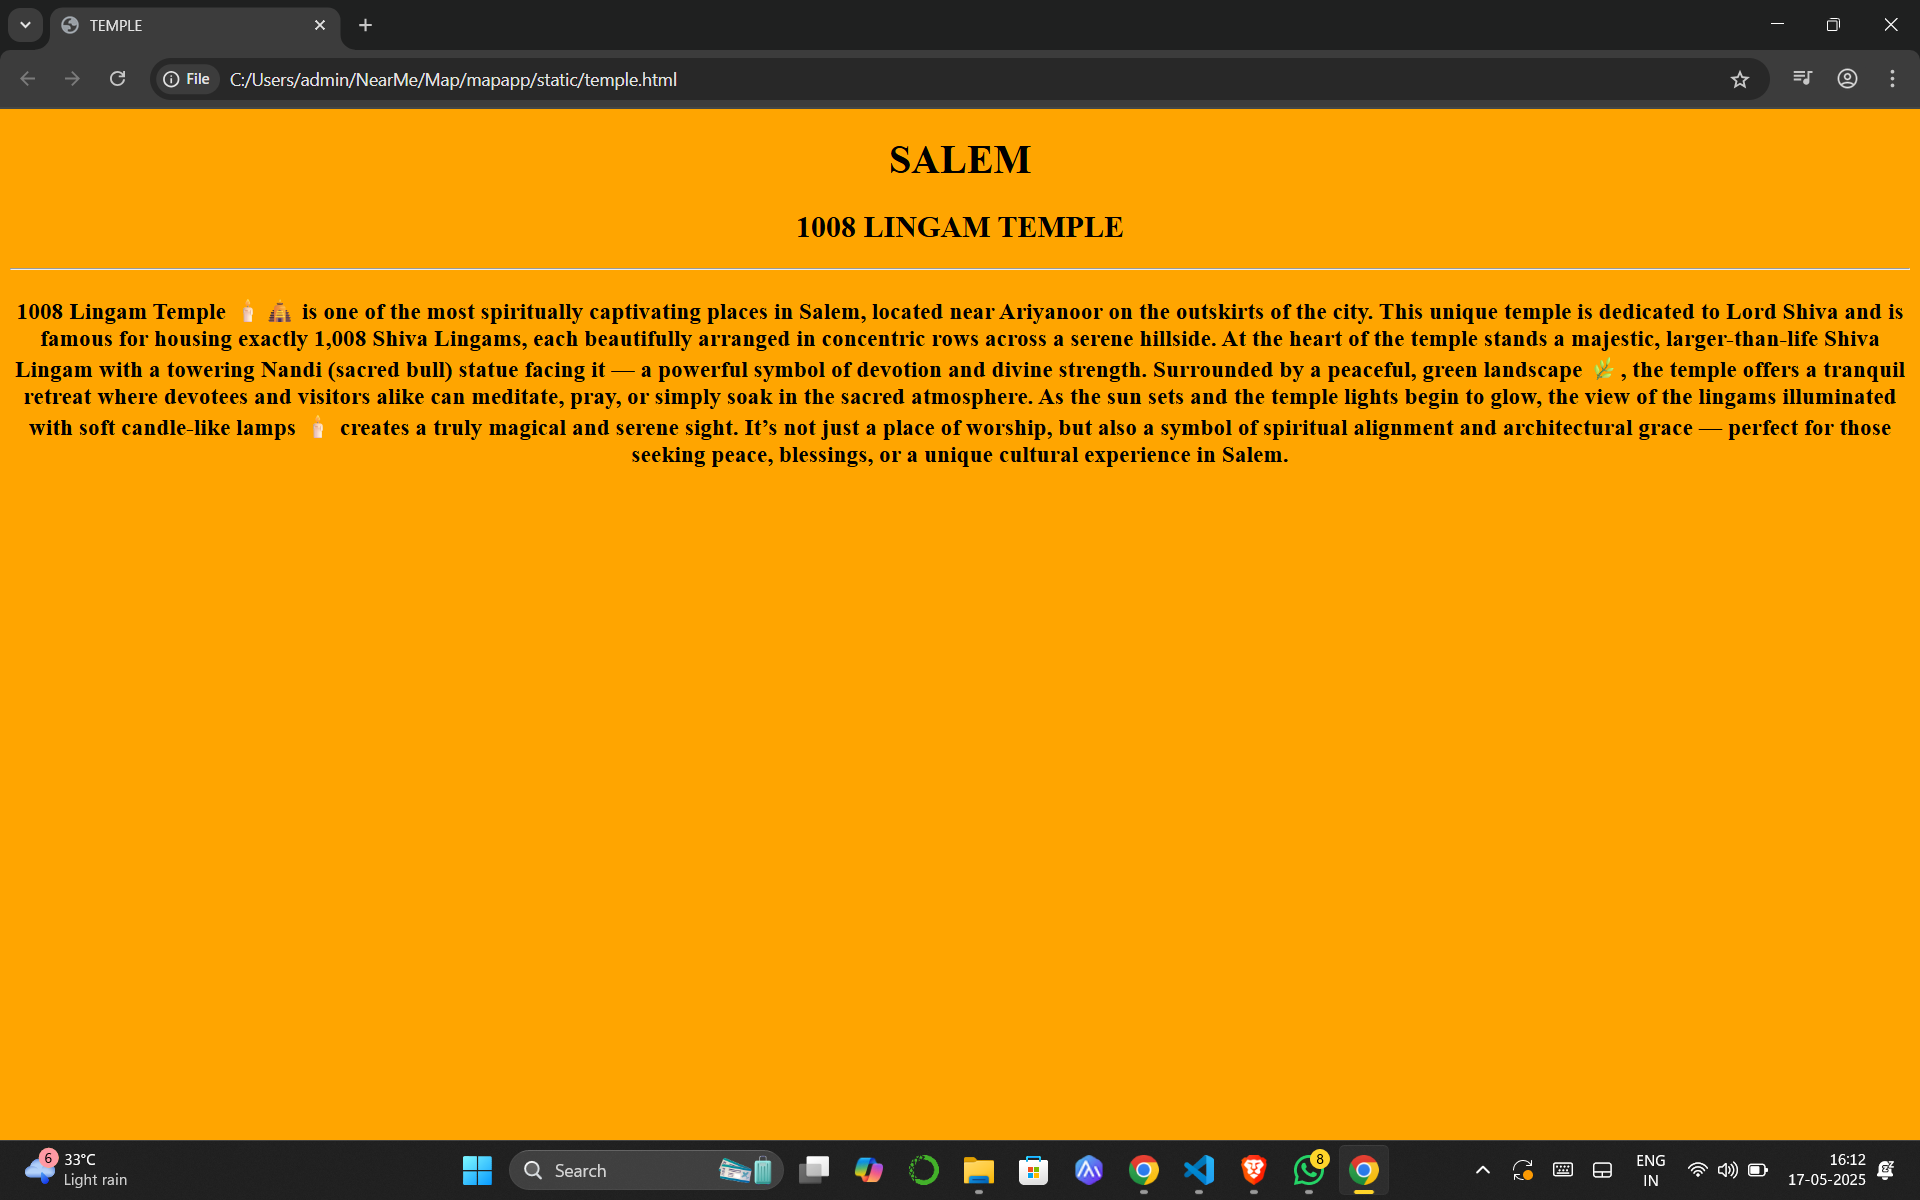 TEMPLE
File C:/Users/admin/NearMe/Map/mapapp/static/temple.html
SALEM
1008 LINGAM TEMPLE
1008 Lingam Temple 🕯️🛕 is one of the most spiritually captivating places in Salem, located near Ariyanoor on the outskirts of the city. This unique temple is dedicated to Lord Shiva and is
famous for housing exactly 1,008 Shiva Lingams, each beautifully arranged in concentric rows across a serene hillside. At the heart of the temple stands a majestic, larger-than-life Shiva
Lingam with a towering Nandi (sacred bull) statue facing it — a powerful symbol of devotion and divine strength. Surrounded by a peaceful, green landscape 🌿, the temple offers a tranquil
retreat where devotees and visitors alike can meditate, pray, or simply soak in the sacred atmosphere. As the sun sets and the temple lights begin to glow, the view of the lingams illuminated
with soft candle-like lamps 🕯️ creates a truly magical and serene sight. It’s not just a place of worship, but also a symbol of spiritual alignment and architectural grace — perfect for those
seeking peace, blessings, or a unique cultural experience in Salem.
6
33°C
Light rain
Search
8
ENG
IN
16:12
17-05-2025